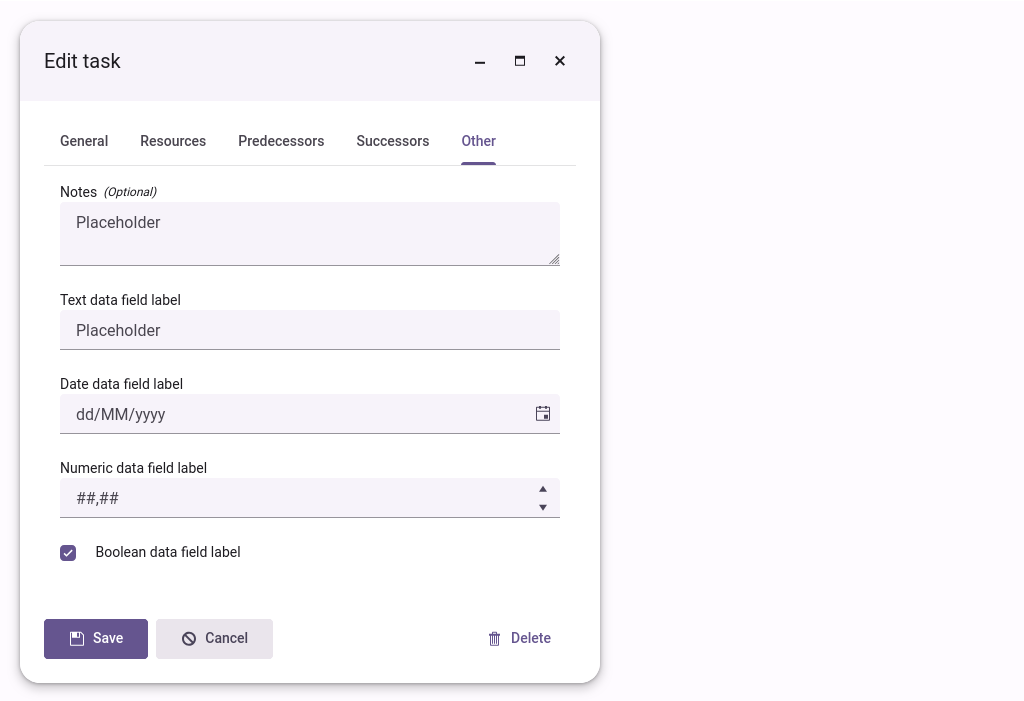 Edit task
General Resources Predecessors Successors Other
Notes (Optional)
Placeholder
Text data field label
Placeholder
Date data field label
dd/MM/yyyy
Numeric data field label
##,##
Boolean data field label
Save Cancel Delete